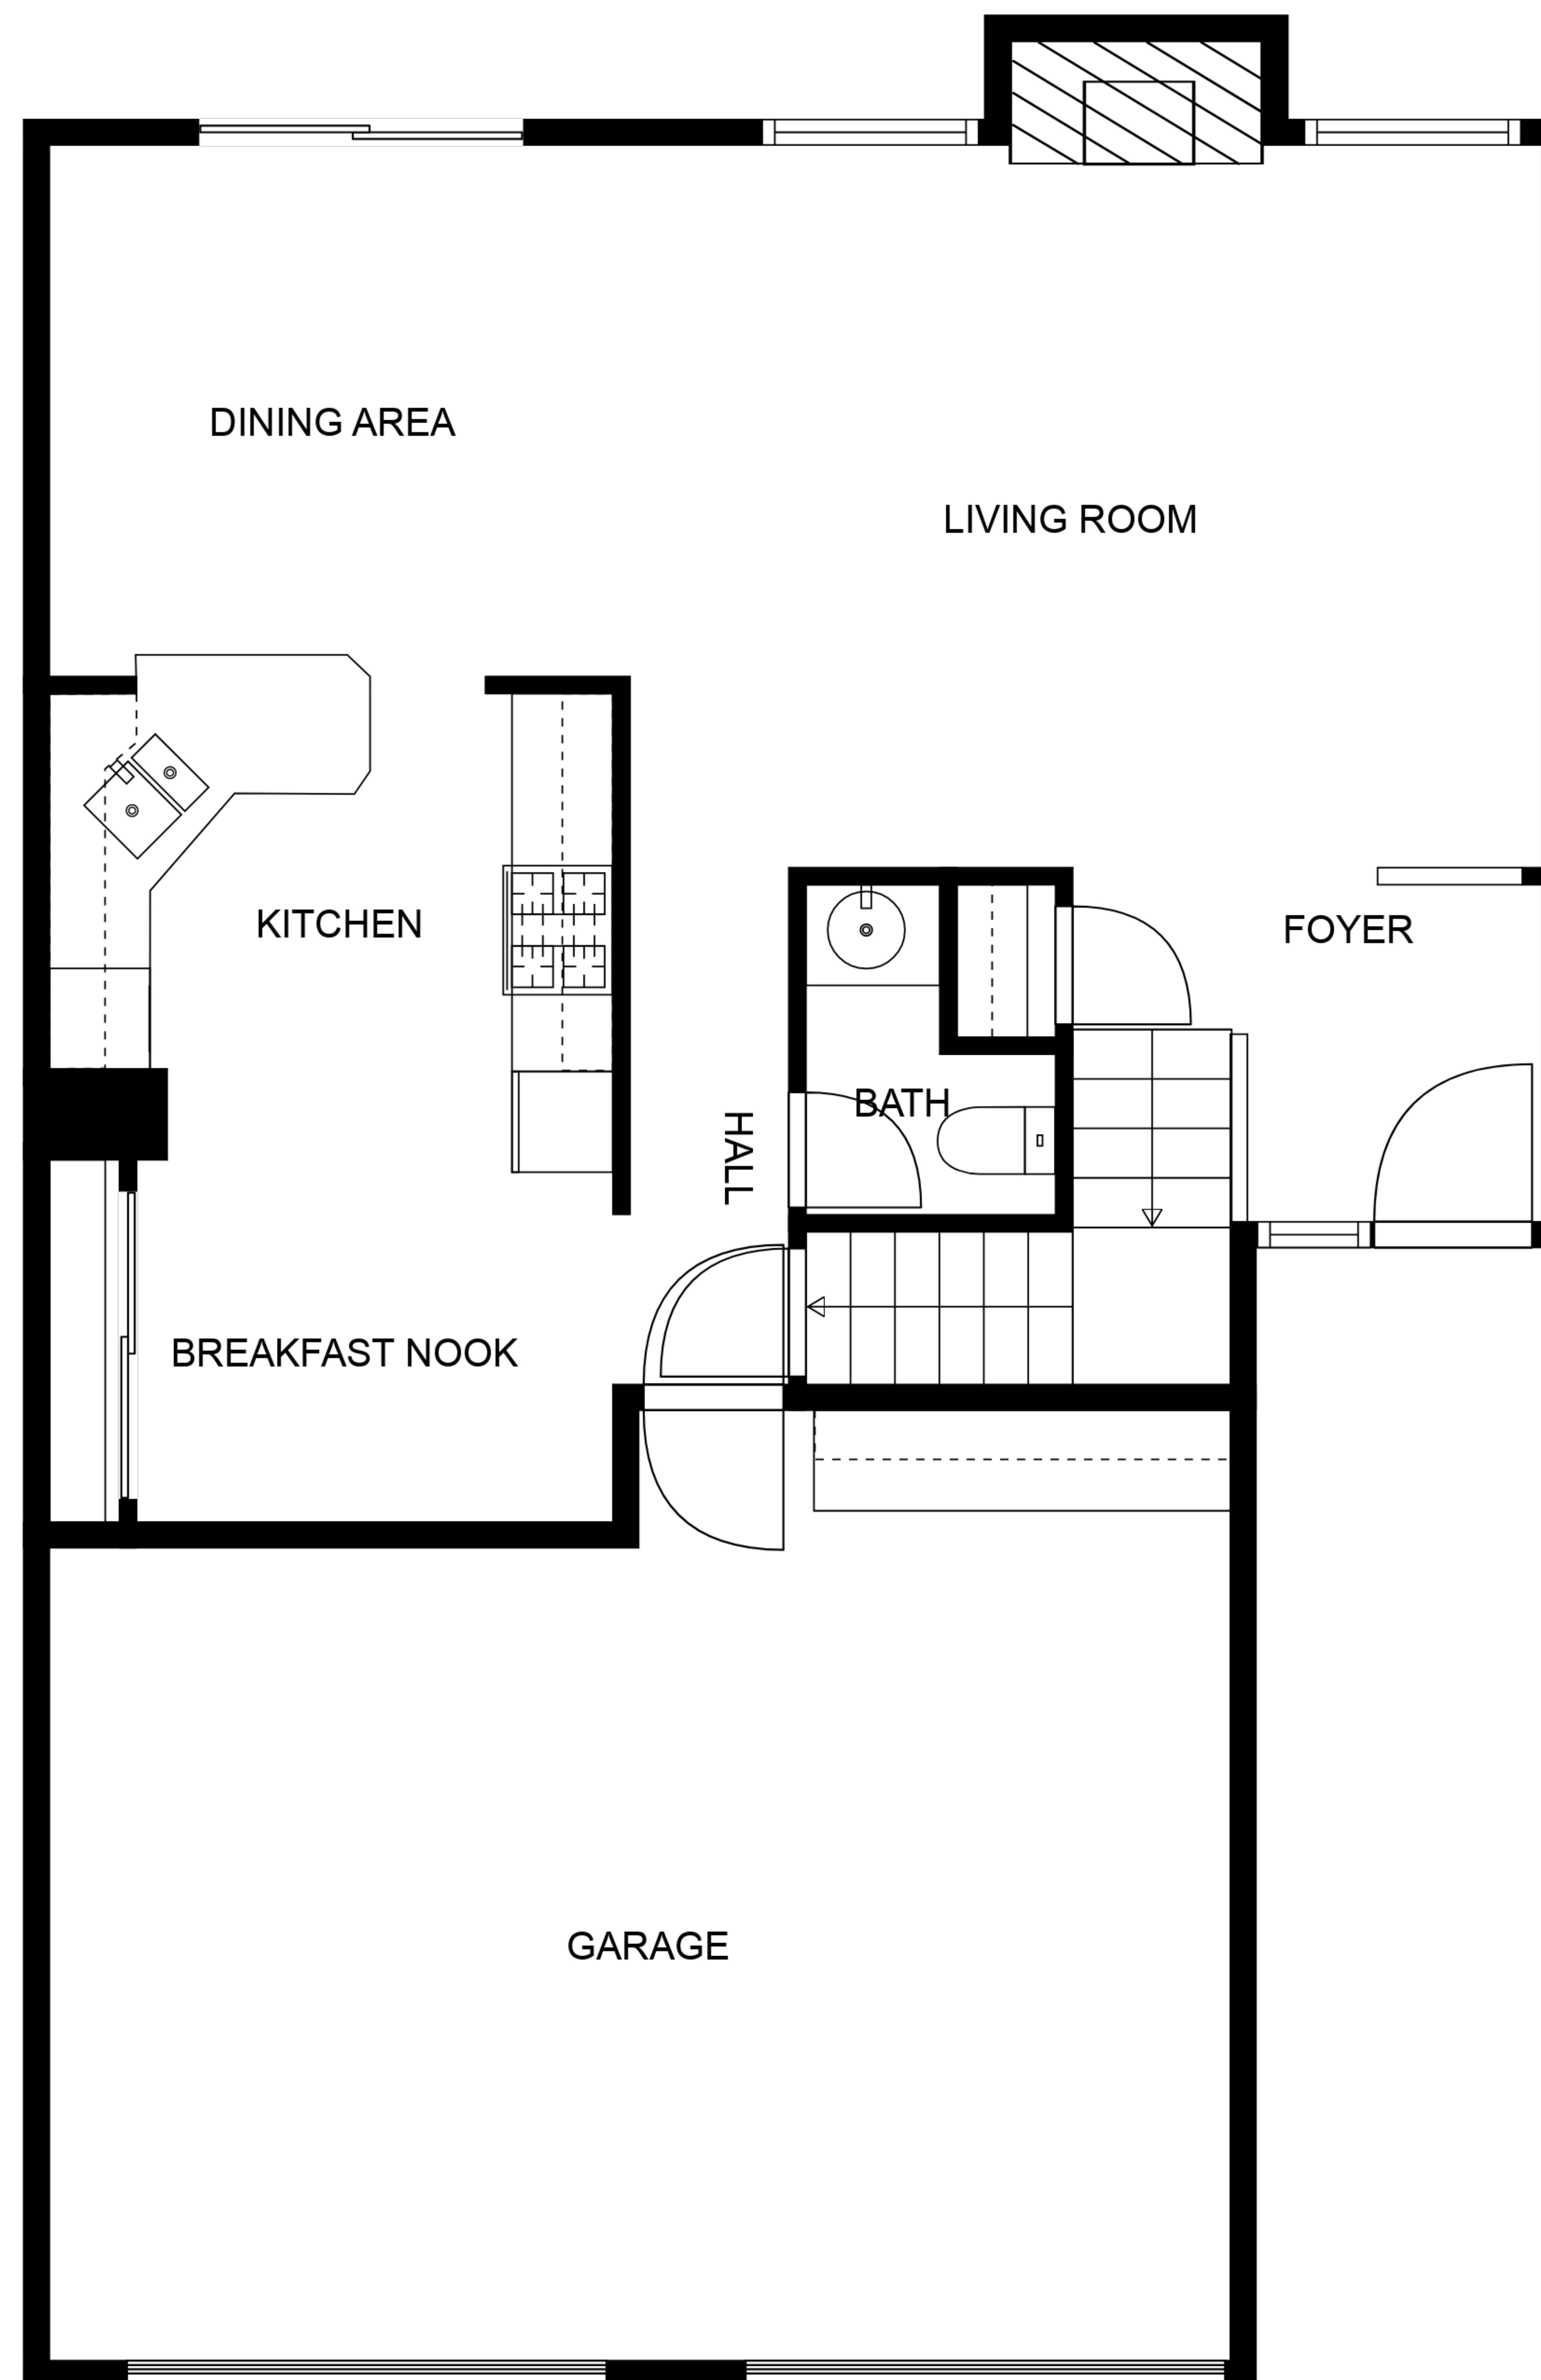 DINING AREA
LIVING ROOM
KITCHEN
FOYER
BATH
HALL
BREAKFAST NOOK
GARAGE